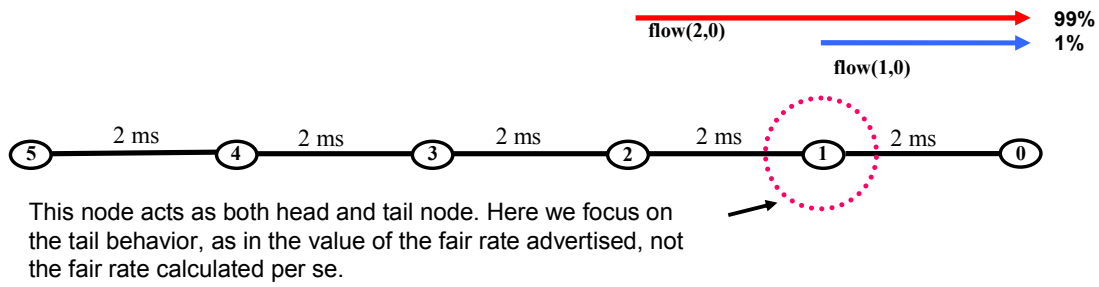 99%
flow(2,0)
1%
flow(1,0)
2 ms 2 ms 2 ms 2 ms 2 ms
5 4 3 2 1 0
This node acts as both head and tail node. Here we focus on
the tail behavior, as in the value of the fair rate advertised, not
the fair rate calculated per se.